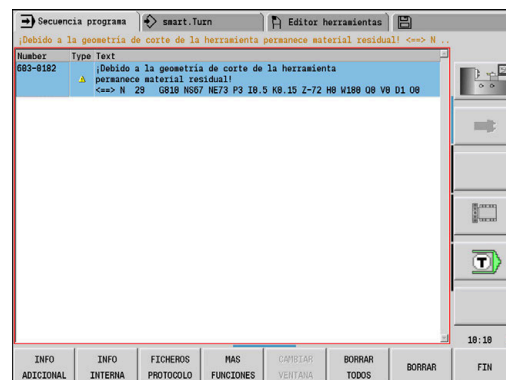 Secuencia programa
smart.Turn
Editor herramientas
¡Debido a la geometría de corte de la herramienta permanece material residual! <==> N ..
Number Type Text
603-0182 ¡Debido a la geometría de corte de la herramienta
permanece material residual!
<==> N 29 G810 NS67 NE73 P3 I0.5 K0.15 Z-72 H0 W180 Q0 V0 D1 O0
T
10:10
INFO ADICIONAL
INFO INTERNA
FICHEROS PROTOCOLO
MAS FUNCIONES
CAMBIAR VENTANA
BORRAR TODOS
BORRAR
FIN